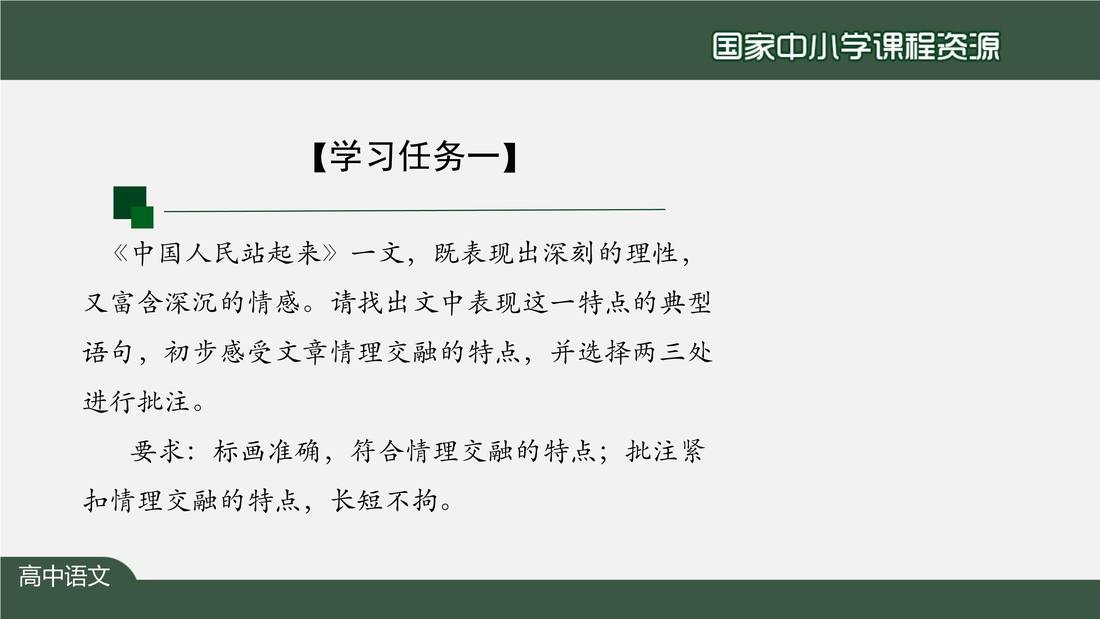 国家中小学课程资源
【学习任务一】
《中国人民站起来》一文，既表现出深刻的理性，
又富含深沉的情感。请找出文中表现这一特点的典型
语句，初步感受文章情理交融的特点，并选择两三处
进行批注。
要求：标画准确，符合情理交融的特点；批注紧
扣情理交融的特点，长短不拘。
高中语文